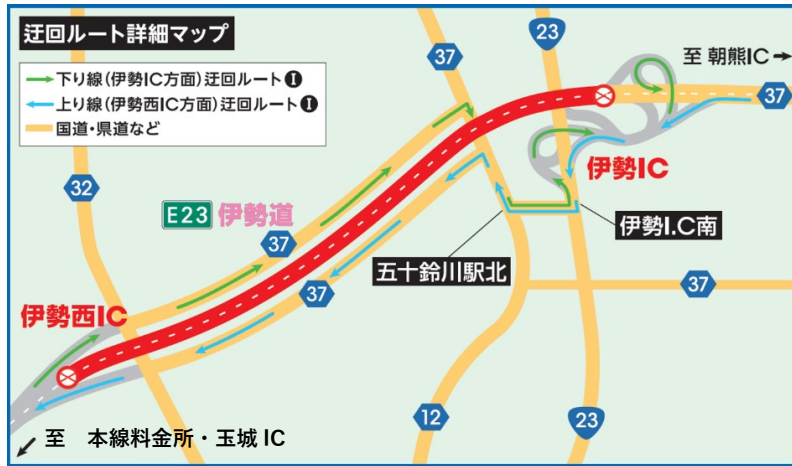 迂回ルート詳細マップ
下り線(伊勢IC方面)迂回ルートⅠ
上り線(伊勢西IC方面)迂回ルートⅠ
国道・県道など
37
23
至 朝熊IC→
37
32
伊勢IC
E23 伊勢道
37
伊勢I.C南
五十鈴川駅北
37
37
伊勢西IC
12
23
至 本線料金所・玉城 IC